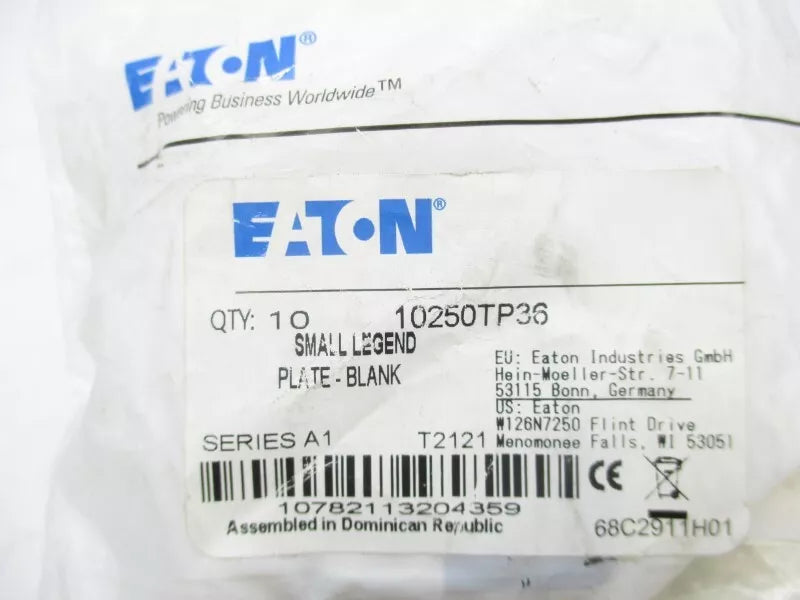 EATON®
Powering Business Worldwide™
EATON®
QTY: 10 10250TP36
SMALL LEGEND
PLATE - BLANK
EU: Eaton Industries GmbH
Hein-Moeller-Str. 7-11
53115 Bonn, Germany
US: Eaton
W126N7250 Flint Drive
Menomonee Falls, WI 53051
SERIES A1 T2121
CE
10782113204359
Assembled in Dominican Republic
68C2911H01